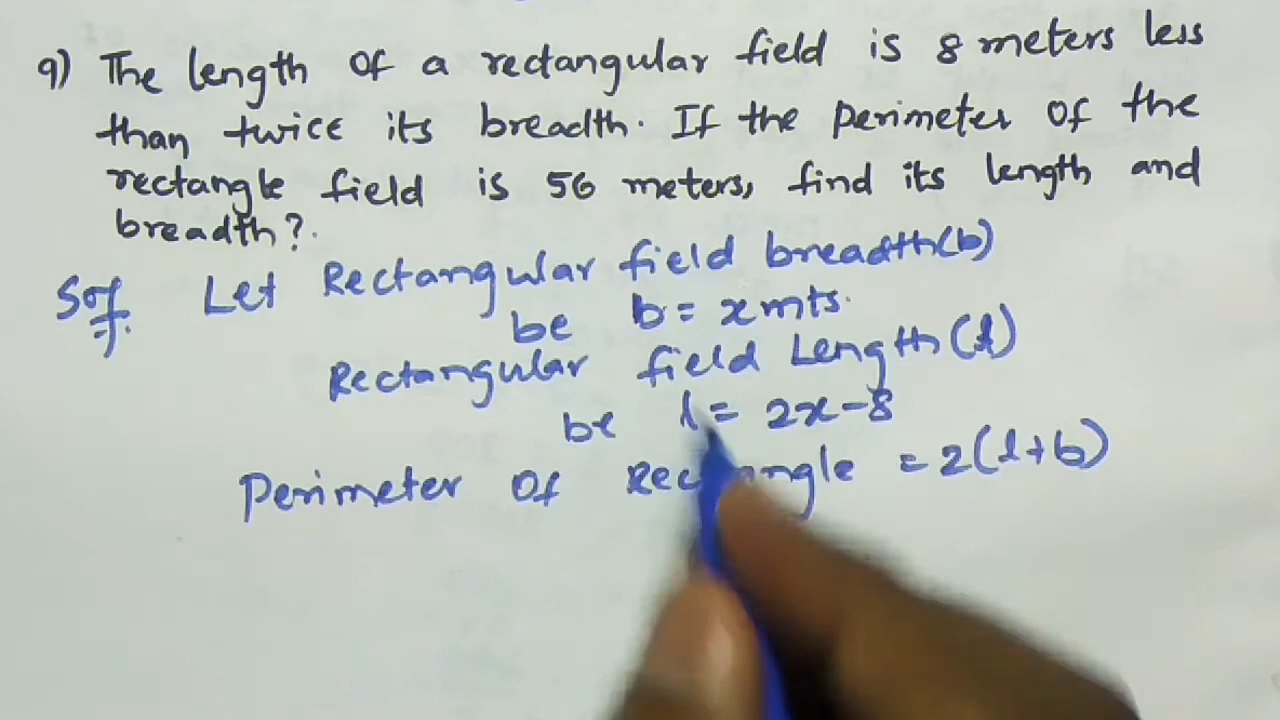 9) The length of a rectangular field is 8 meters less
than twice its breadth. If the perimeter of the
rectangle field is 56 meters, find its length and
breadth?.
Sol. Let Rectangular field breadth(b)
be b = x mts.
Rectangular field Length(l)
be l = 2x-8
Perimeter of Rectangle = 2(l+b)